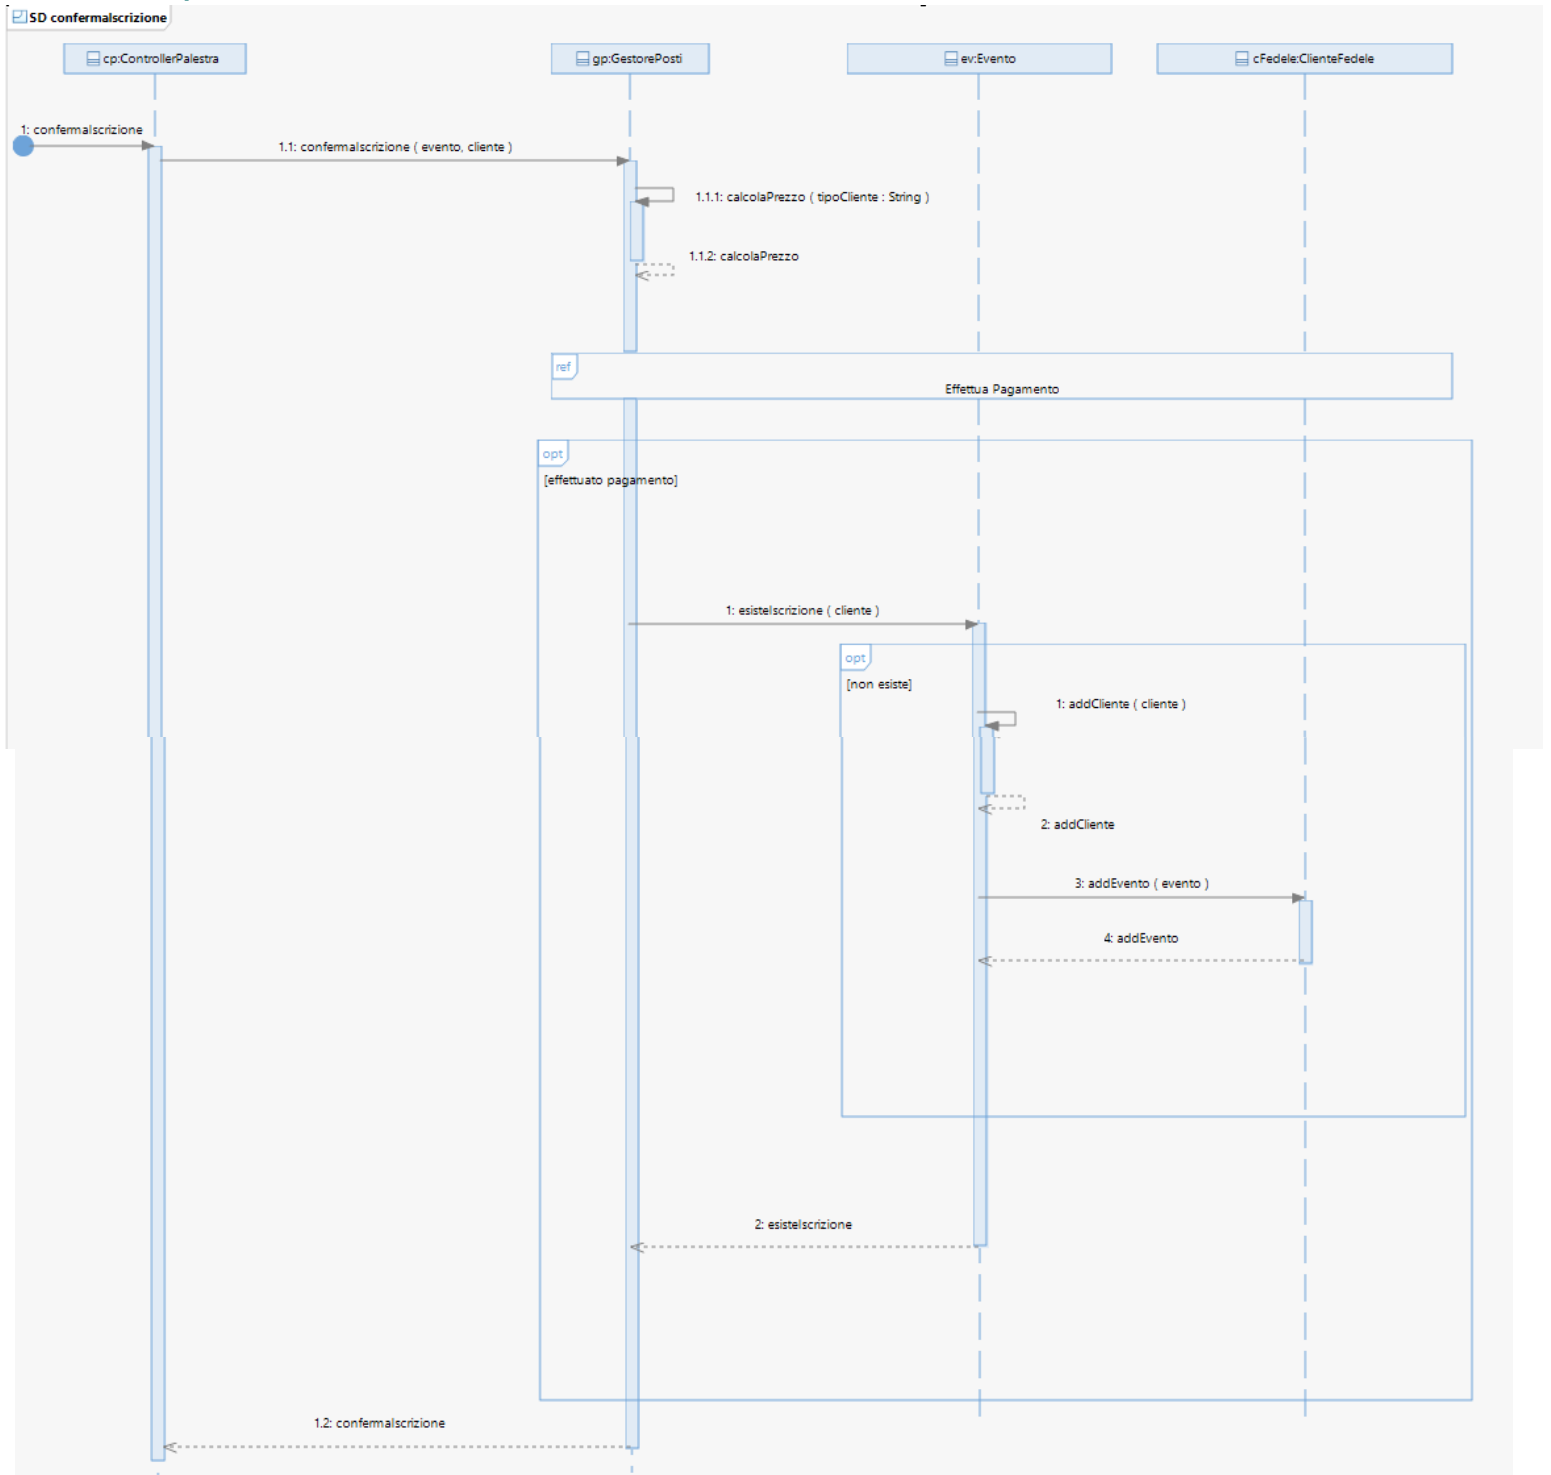 SD confermaIscrizione
cp:ControllerPalestra
gp:GestorePosti
ev:Evento
cFedele:ClienteFedele
1: confermaIscrizione
1.1: confermaIscrizione ( evento, cliente )
1.1.1: calcolaPrezzo ( tipoCliente : String )
1.1.2: calcolaPrezzo
ref
Effettua Pagamento
opt
[effettuato pagamento]
1: esisteIscrizione ( cliente )
opt
[non esiste]
1: addCliente ( cliente )
2: addCliente
3: addEvento ( evento )
4: addEvento
2: esisteIscrizione
1.2: confermaIscrizione